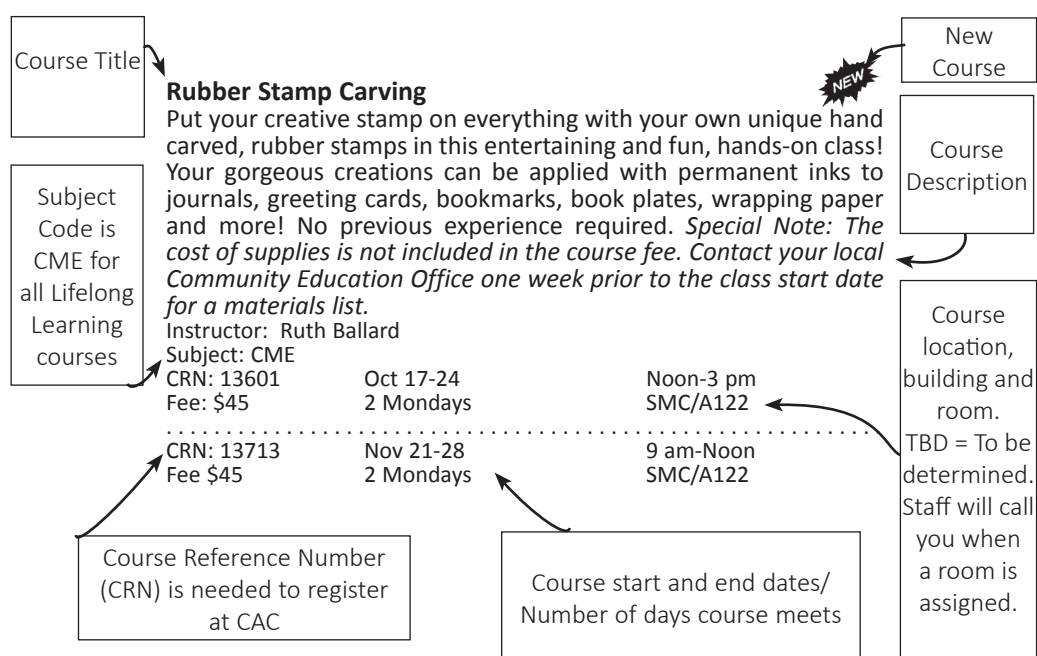 Course Title
New
Course
NEW
Rubber Stamp Carving
Put your creative stamp on everything with your own unique hand
carved, rubber stamps in this entertaining and fun, hands-on class!
Your gorgeous creations can be applied with permanent inks to
journals, greeting cards, bookmarks, book plates, wrapping paper
and more! No previous experience required. Special Note: The
cost of supplies is not included in the course fee. Contact your local
Community Education Office one week prior to the class start date
for a materials list.
Instructor: Ruth Ballard
Subject: CME
CRN: 13601 Oct 17-24 Noon-3 pm
Fee: $45 2 Mondays SMC/A122
CRN: 13713 Nov 21-28 9 am-Noon
Fee $45 2 Mondays SMC/A122
Course
Description
Subject
Code is
CME for
all Lifelong
Learning
courses
Course
location,
building and
room.
TBD = To be
determined.
Staff will call
you when
a room is
assigned.
Course Reference Number
(CRN) is needed to register
at CAC
Course start and end dates/
Number of days course meets